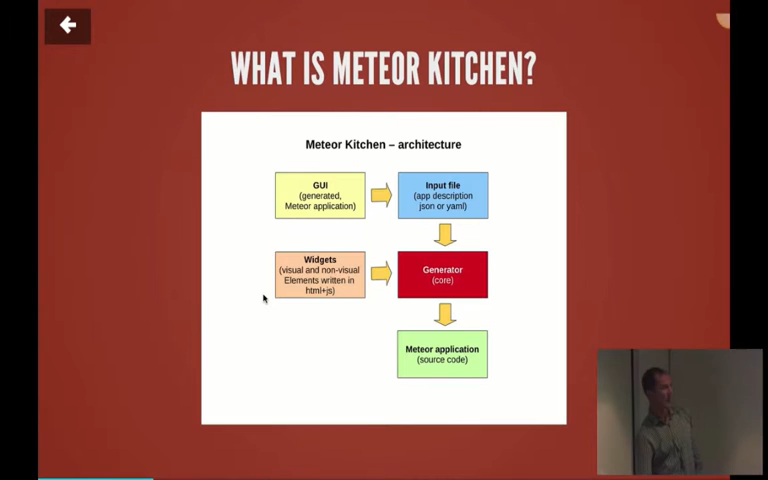 WHAT IS METEOR KITCHEN?
Meteor Kitchen – architecture
GUI
(generated,
Meteor application)
Input file
(app description
json or yaml)
Widgets
(visual and non-visual
Elements written in
html+js)
Generator
(core)
Meteor application
(source code)